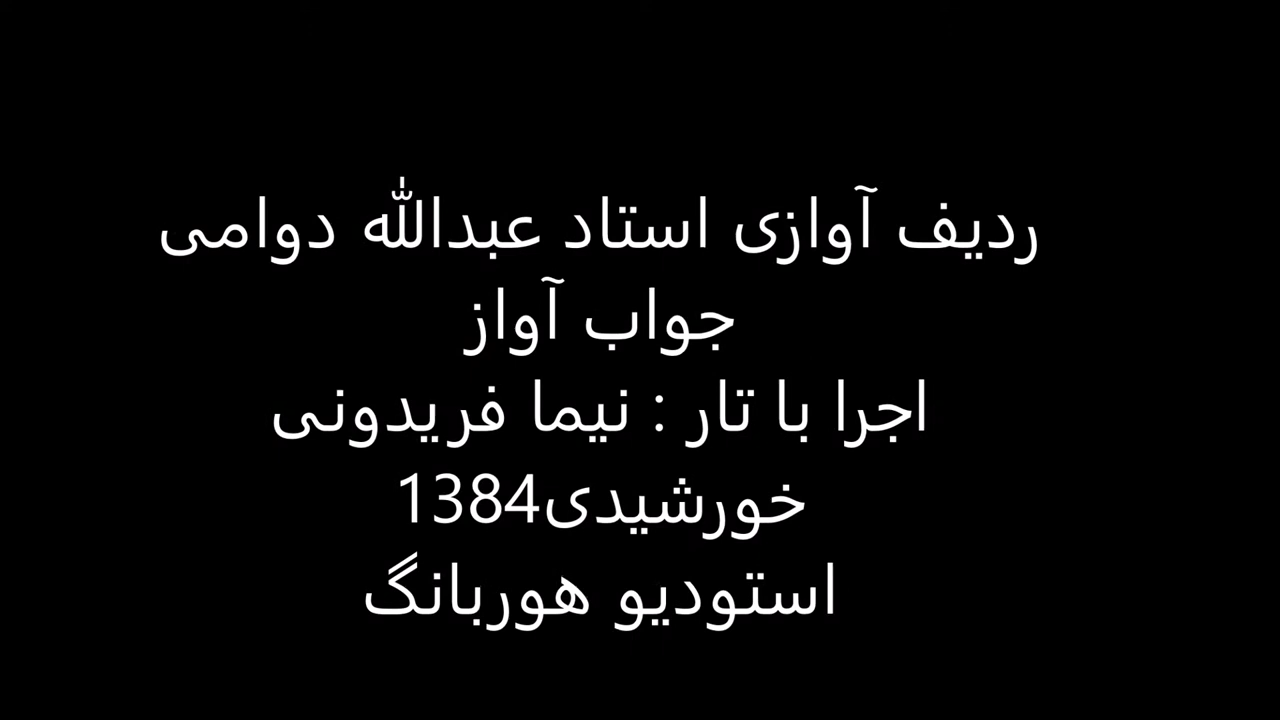 ردیف آوازی استاد عبدالله دوامی
جواب آواز
اجرا با تار : نیما فریدونی
خورشیدی1384
استودیو هوربانگ